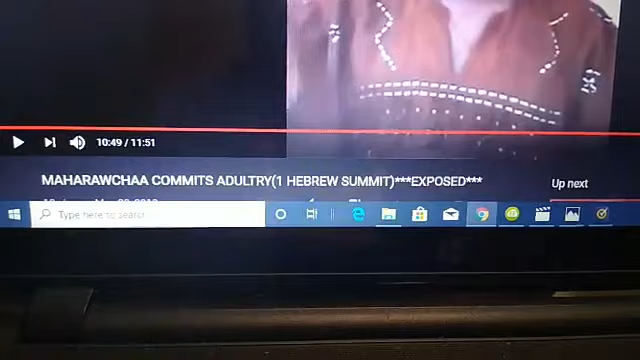 10:49 / 11:51
MAHARAWCHAA COMMITS ADULTRY(1 HEBREW SUMMIT)***EXPOSED***
Up next
Type here to search